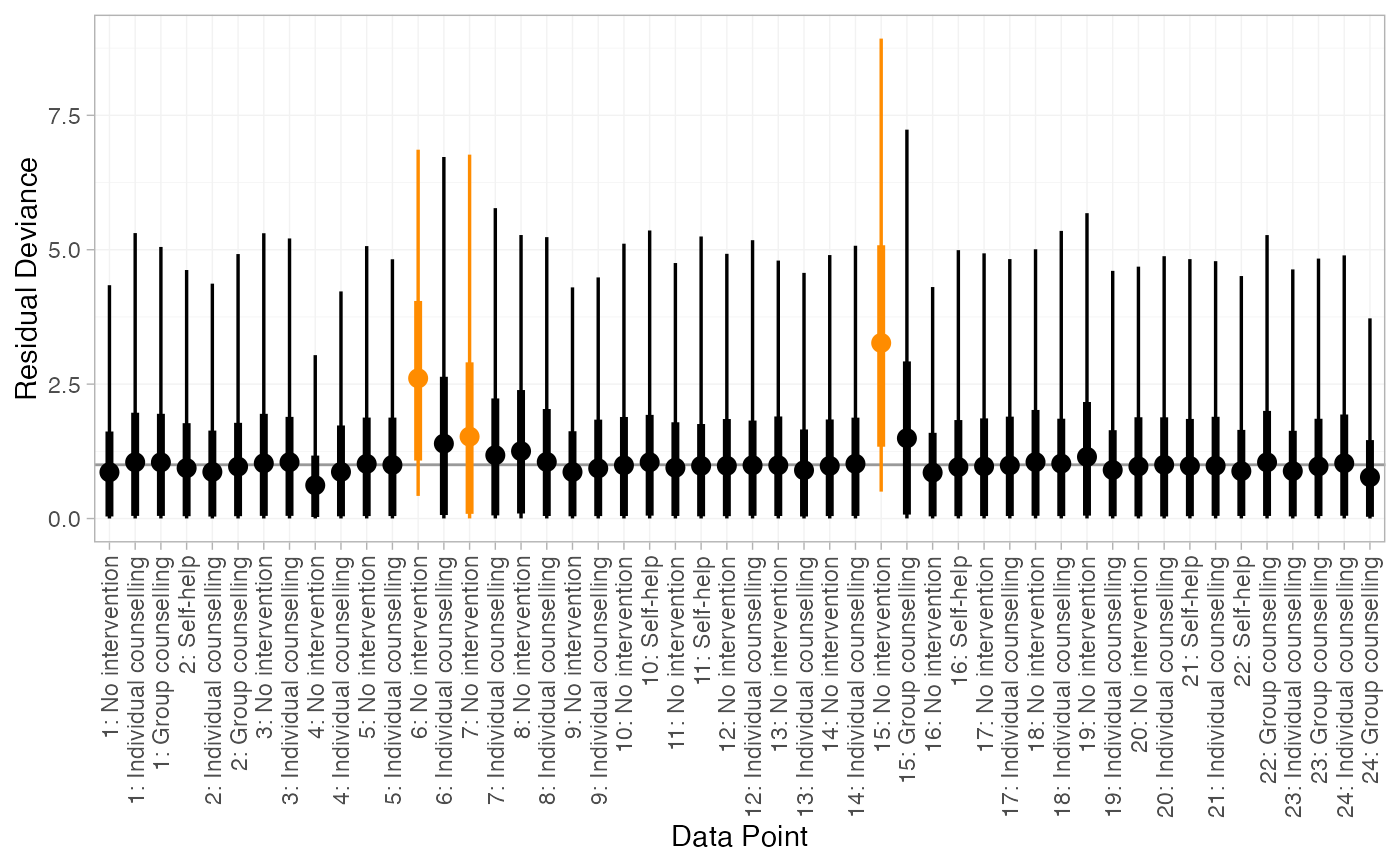 Residual Deviance
7.5
5.0
2.5
0.0
1: No intervention
1: Individual counselling
1: Group counselling
2: Self-help
2: Individual counselling
2: Group counselling
3: No intervention
3: Individual counselling
4: No intervention
4: Individual counselling
5: No intervention
5: Individual counselling
6: No intervention
6: Individual counselling
7: No intervention
7: Individual counselling
8: No intervention
8: Individual counselling
9: No intervention
9: Individual counselling
10: No intervention
10: Self-help
11: No intervention
11: Self-help
12: No intervention
12: Individual counselling
13: No intervention
13: Individual counselling
14: No intervention
14: Individual counselling
15: No intervention
15: Group counselling
16: No intervention
16: Self-help
17: No intervention
17: Individual counselling
18: No intervention
18: Individual counselling
19: No intervention
19: Individual counselling
20: No intervention
20: Individual counselling
21: Self-help
21: Individual counselling
22: Self-help
22: Group counselling
23: Individual counselling
23: Group counselling
24: Individual counselling
24: Group counselling
Data Point